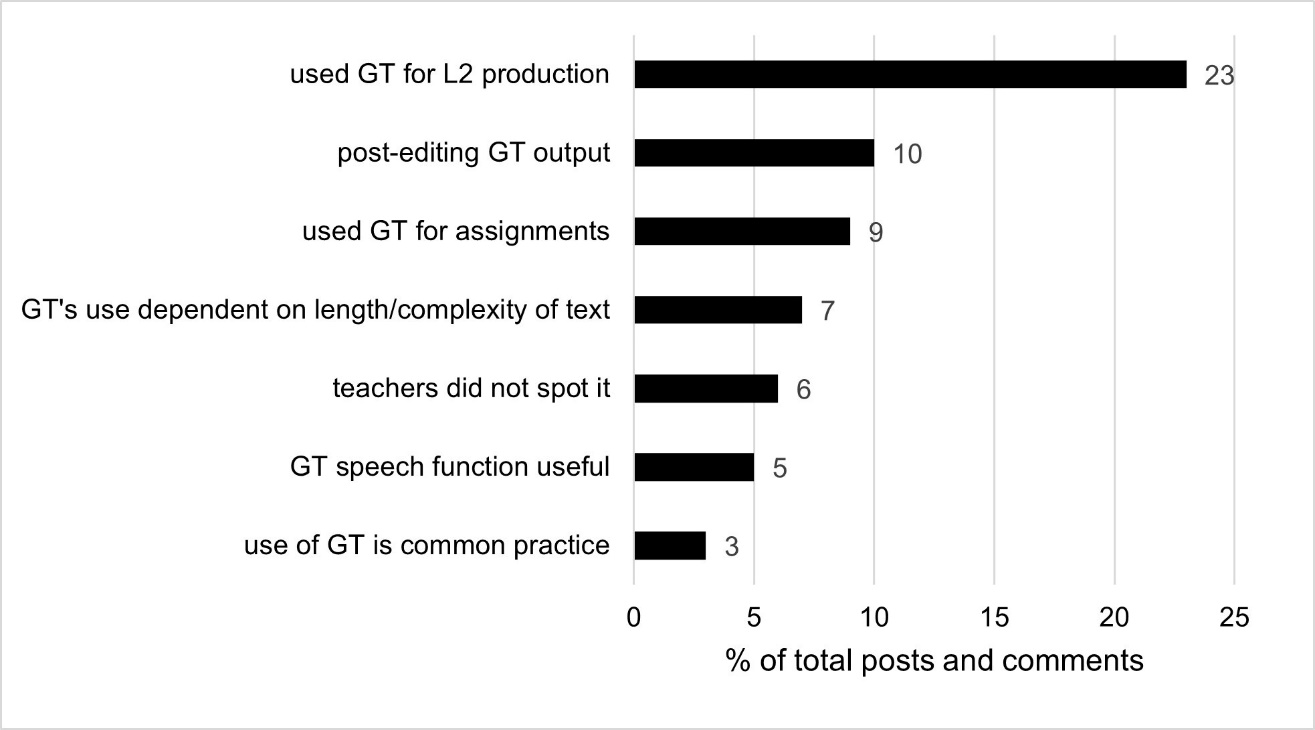 used GT for L2 production 23
post-editing GT output 10
used GT for assignments 9
GT's use dependent on length/complexity of text 7
teachers did not spot it 6
GT speech function useful 5
use of GT is common practice 3
0 5 10 15 20 25
% of total posts and comments